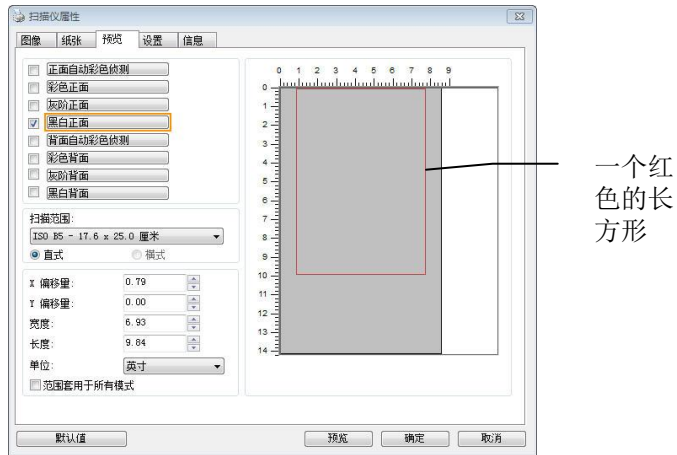 扫描仪属性
图像 纸张 预览 设置 信息
正面自动彩色侦测
彩色正面
灰阶正面
黑白正面
背面自动彩色侦测
彩色背面
灰阶背面
黑白背面
扫描范围:
ISO B5 - 17.6 x 25.0 厘米
直式 横式
X 偏移量: 0.79
Y 偏移量: 0.00
宽度: 6.93
长度: 9.84
单位: 英寸
范围套用于所有模式
0 1 2 3 4 5 6 7 8 9
0
1
2
3
4
5
6
7
8
9
10
11
12
13
14
一个红
色的长
方形
默认值 预览 确定 取消